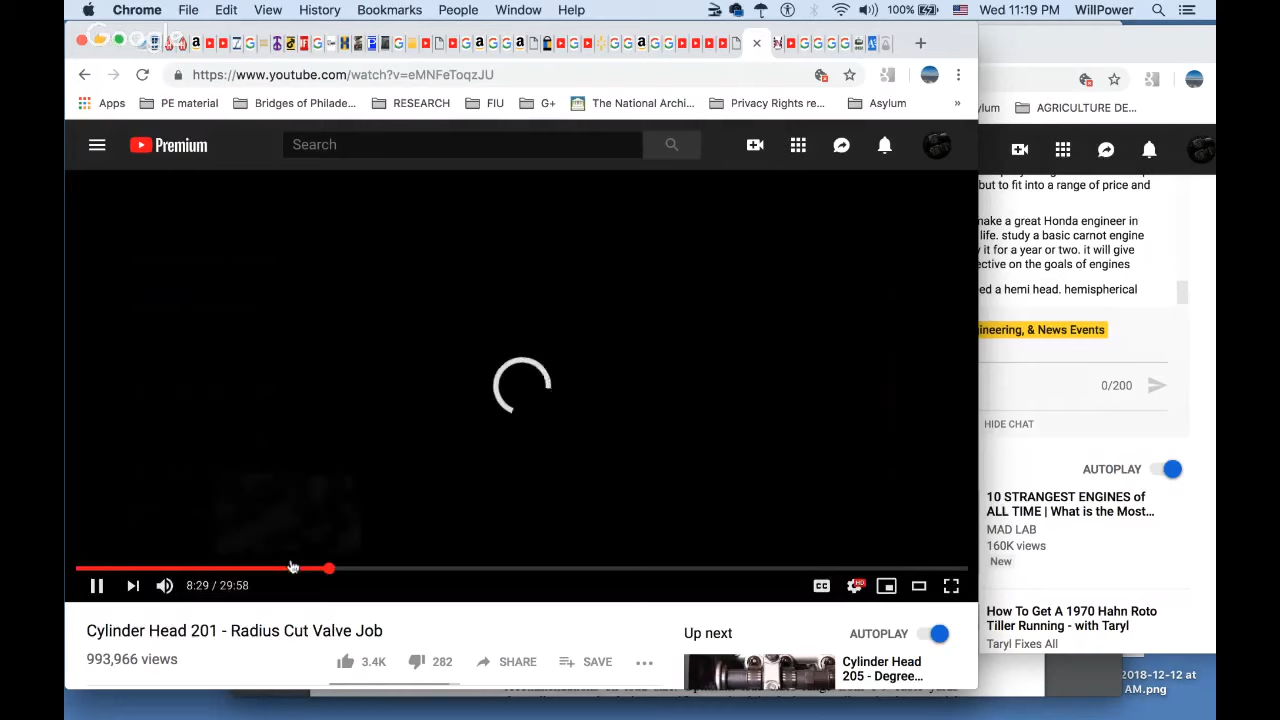 Chrome File Edit View History Bookmarks People Window Help 100% Wed 11:19 PM WillPower
https://www.youtube.com/watch?v=eMNFeToqzJU
Apps PE material Bridges of Philade... RESEARCH FIU G+ The National Archi... Privacy Rights re... Asylum »
Premium
Search
8:29 / 29:58
CC HD
Cylinder Head 201 - Radius Cut Valve Job
993,966 views
3.4K 282 SHARE SAVE
Up next AUTOPLAY
Cylinder Head
205 - Degree...
AGRICULTURE DE...
but to fit into a range of price and
make a great Honda engineer in
life. study a basic carnot engine
it for a year or two. it will give
ective on the goals of engines
ed a hemi head. hemispherical
gineering, & News Events
0/200
HIDE CHAT
AUTOPLAY
10 STRANGEST ENGINES of
ALL TIME | What is the Most...
MAD LAB
160K views
New
How To Get A 1970 Hahn Roto
Tiller Running - with Taryl
Taryl Fixes All
2018-12-12 at
AM.png